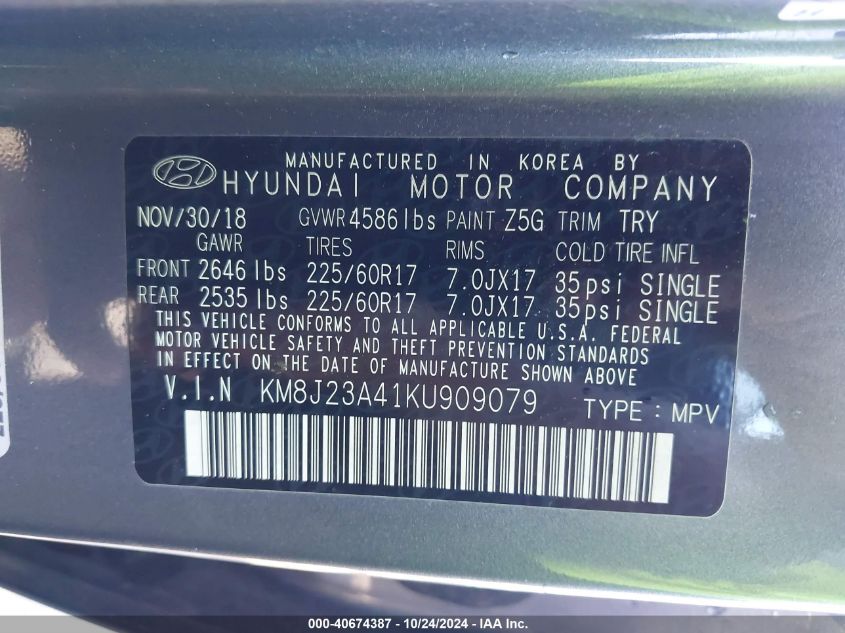 MANUFACTURED IN KOREA BY
HYUNDAI MOTOR COMPANY
NOV/30/18 GVWR 4586lbs PAINT Z5G TRIM TRY
GAWR TIRES RIMS COLD TIRE INFL
FRONT 2646 lbs 225/60R17 7.0JX17 35psi SINGLE
REAR 2535 lbs 225/60R17 7.0JX17 35psi SINGLE
THIS VEHICLE CONFORMS TO ALL APPLICABLE U.S.A. FEDERAL
MOTOR VEHICLE SAFETY AND THEFT PREVENTION STANDARDS
IN EFFECT ON THE DATE OF MANUFACTURE SHOWN ABOVE.
V.I.N KM8J23A41KU909079 TYPE : MPV
000-40674387 - 10/24/2024 - IAA Inc.